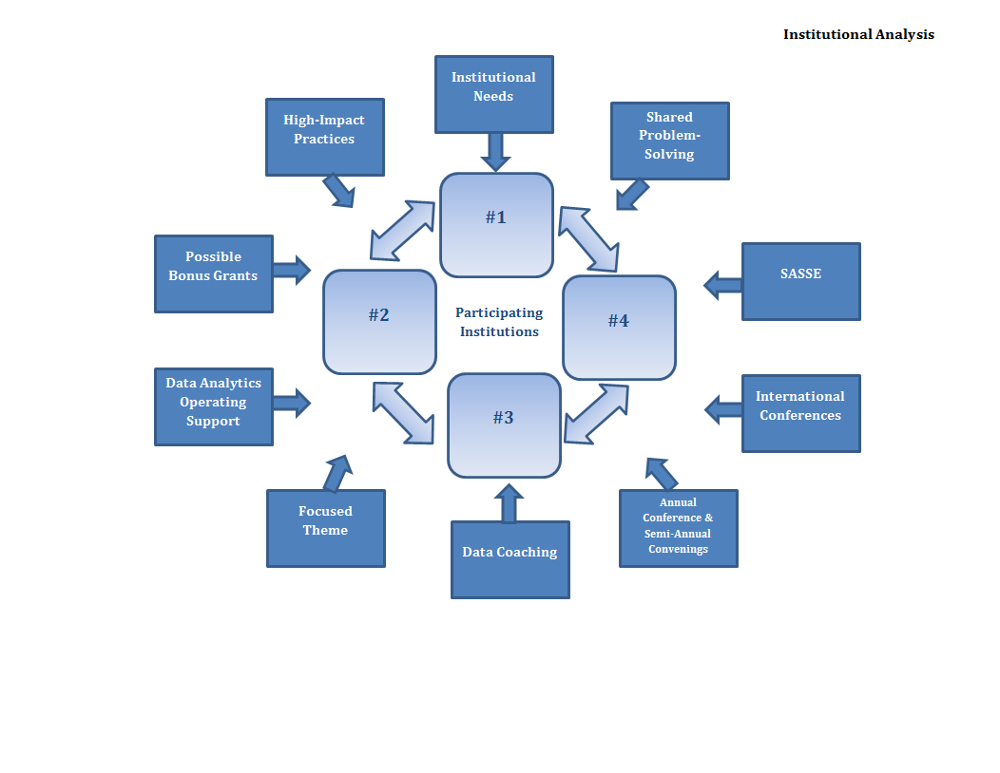 Institutional Analysis
Institutional
Needs
High-Impact
Practices
Shared
Problem-
Solving
#1
Possible
Bonus Grants
SASSE
#2
Participating
Institutions
#4
Data Analytics
Operating
Support
International
Conferences
#3
Focused
Theme
Annual
Conference &
Semi-Annual
Convenings
Data Coaching